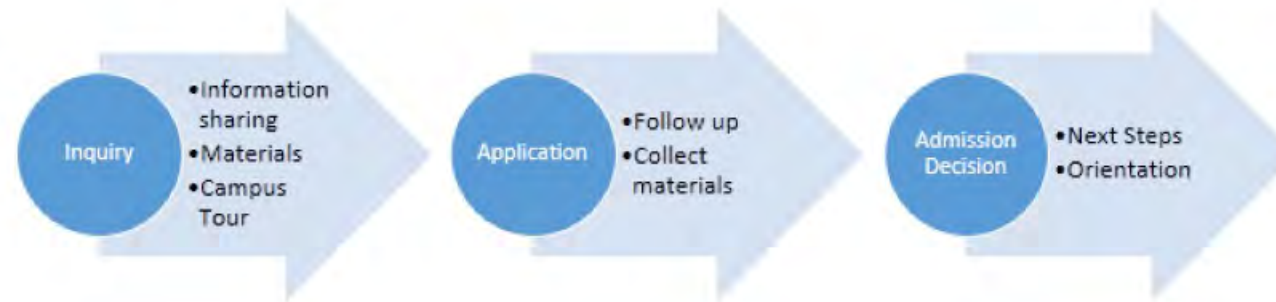 Inquiry
•Information
sharing
•Materials
•Campus
Tour
Application
•Follow up
•Collect
materials
Admission
Decision
•Next Steps
•Orientation